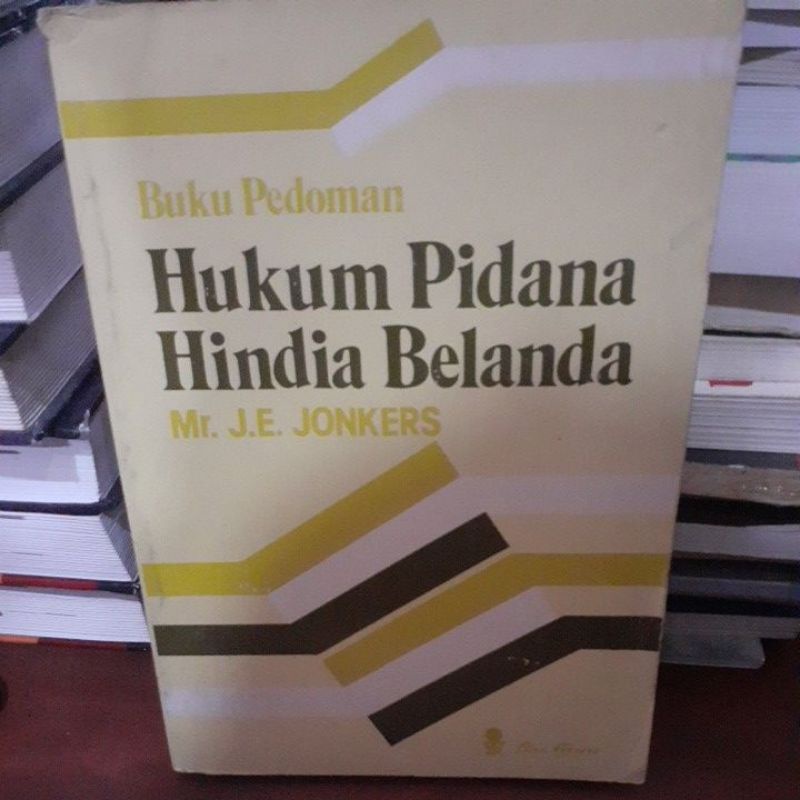 Buku Pedoman
Hukum Pidana
Hindia Belanda
Mr. J.E. JONKERS